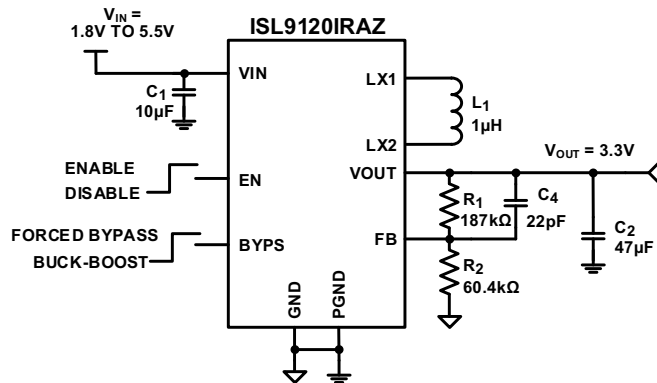 ISL9120IRAZ
V_IN =
1.8V TO 5.5V
VIN
C1
10µF
LX1
L1
1µH
LX2
VOUT
V_OUT = 3.3V
ENABLE
DISABLE
EN
R1
187kΩ
C4
22pF
C2
47µF
FORCED BYPASS
BUCK-BOOST
BYPS
FB
R2
60.4kΩ
GND
PGND